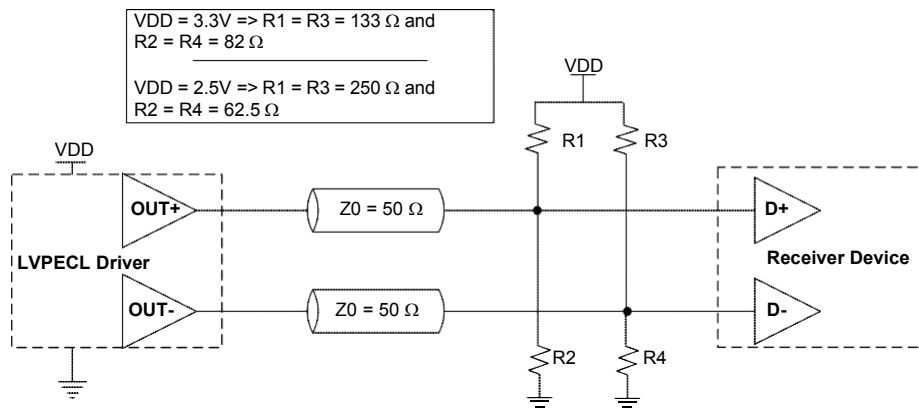 VDD = 3.3V => R1 = R3 = 133 Ω and
R2 = R4 = 82 Ω
VDD = 2.5V => R1 = R3 = 250 Ω and
R2 = R4 = 62.5 Ω
VDD
R1
R3
VDD
OUT+
Z0 = 50 Ω
D+
LVPECL Driver
Receiver Device
OUT-
Z0 = 50 Ω
D-
R2
R4